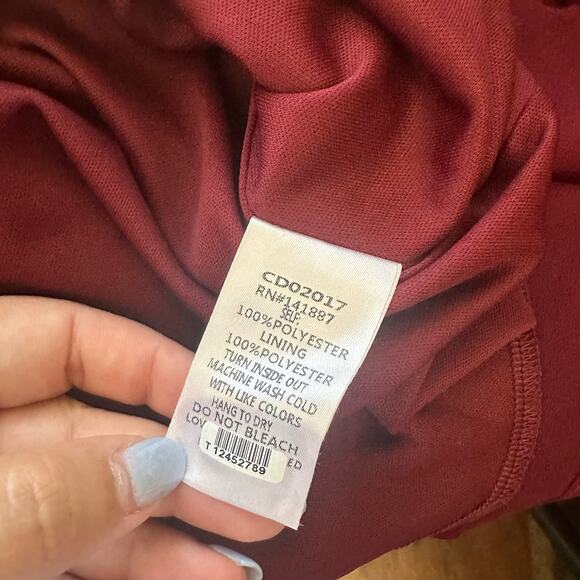 CD02017
RN#141887
SELF:
100%POLYESTER
LINING
100%POLYESTER
TURN INSIDE OUT
MACHINE WASH COLD
WITH LIKE COLORS
HANG TO DRY
DO NOT BLEACH
T 12452789